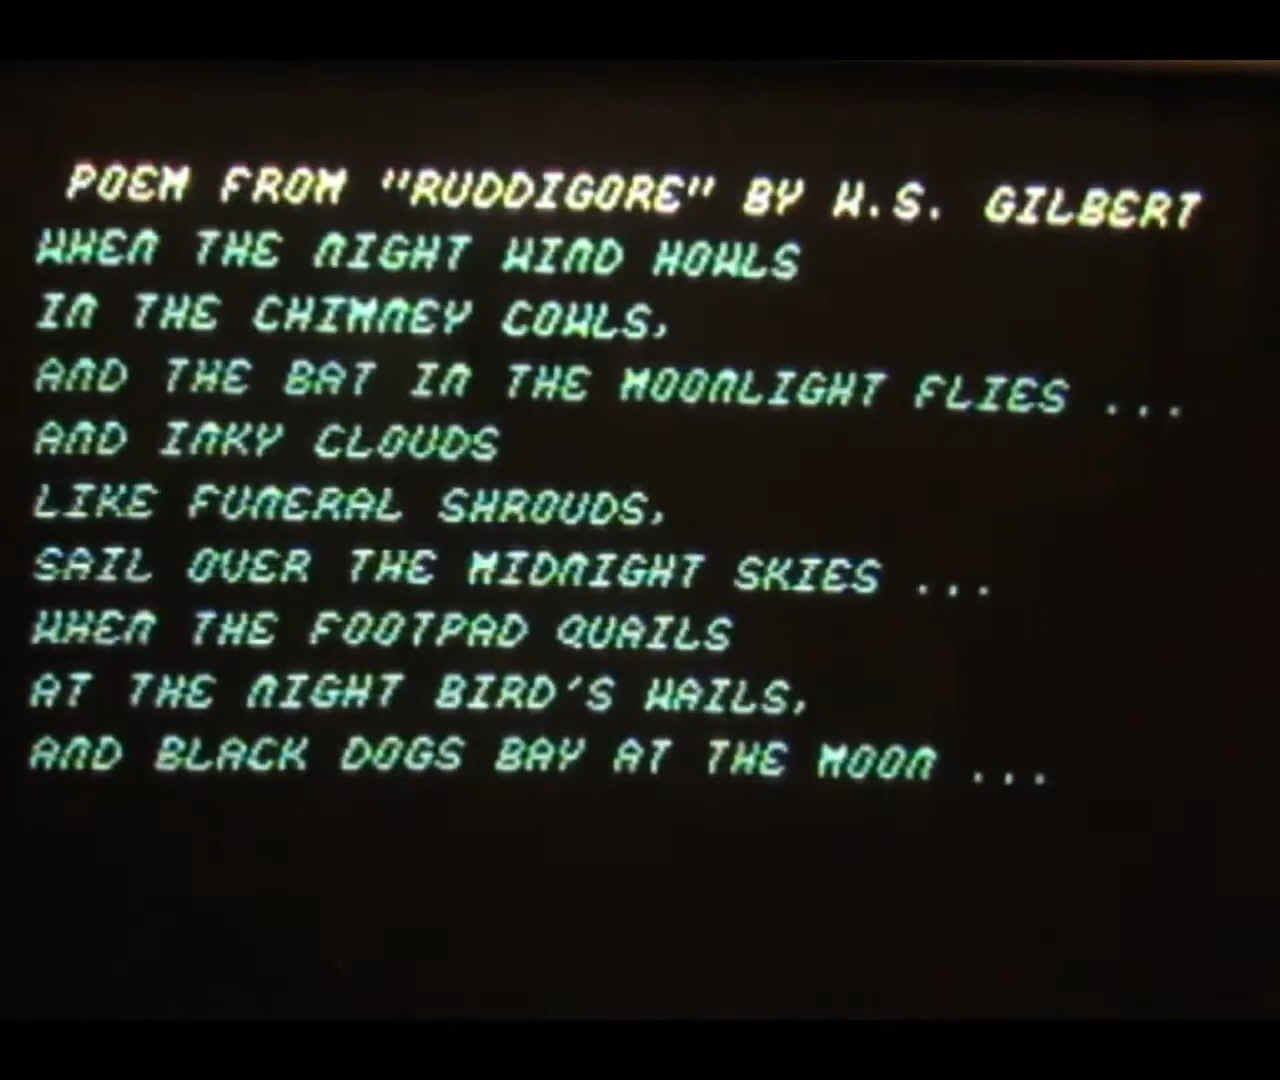 POEM FROM "RUDDIGORE" BY W.S. GILBERT
WHEN THE NIGHT WIND HOWLS
IN THE CHIMNEY COWLS,
AND THE BAT IN THE MOONLIGHT FLIES ...
AND INKY CLOUDS
LIKE FUNERAL SHROUDS,
SAIL OVER THE MIDNIGHT SKIES ...
WHEN THE FOOTPAD QUAILS
AT THE NIGHT BIRD'S WAILS,
AND BLACK DOGS BAY AT THE MOON ...